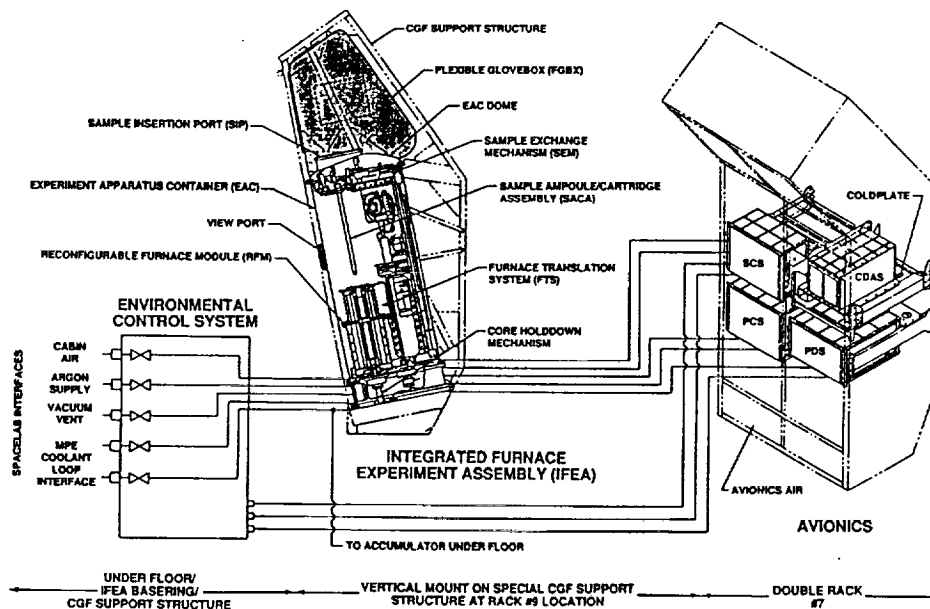 CGF SUPPORT STRUCTURE
FLEXIBLE GLOVEBOX (FGBX)
EAC DOME
SAMPLE INSERTION PORT (SIP)
SAMPLE EXCHANGE
MECHANISM (SEM)
EXPERIMENT APPARATUS CONTAINER (EAC)
SAMPLE AMPOULE/CARTRIDGE
ASSEMBLY (SACA)
VIEW PORT
RECONFIGURABLE FURNACE MODULE (RFM)
FURNACE TRANSLATION
SYSTEM (FTS)
COLDPLATE
SCS
CDAS
PCS
PDS
ENVIRONMENTAL
CONTROL SYSTEM
CORE HOLDDOWN
MECHANISM
SPACELAB INTERFACES
CABIN
AIR
ARGON
SUPPLY
VACUUM
VENT
MPE
COOLANT
LOOP
INTERFACE
INTEGRATED FURNACE
EXPERIMENT ASSEMBLY (IFEA)
AVIONICS AIR
AVIONICS
TO ACCUMULATOR UNDER FLOOR
UNDER FLOOR/
IFEA BASERING/
CGF SUPPORT STRUCTURE
VERTICAL MOUNT ON SPECIAL CGF SUPPORT
STRUCTURE AT RACK #9 LOCATION
DOUBLE RACK
#7